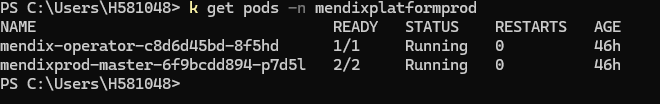 PS C:\Users\H581048> k get pods -n mendixplatformprod
NAME READY STATUS RESTARTS AGE
mendix-operator-c8d6d45bd-8f5hd 1/1 Running 0 46h
mendixprod-master-6f9bcdd894-p7d5l 2/2 Running 0 46h
PS C:\Users\H581048>